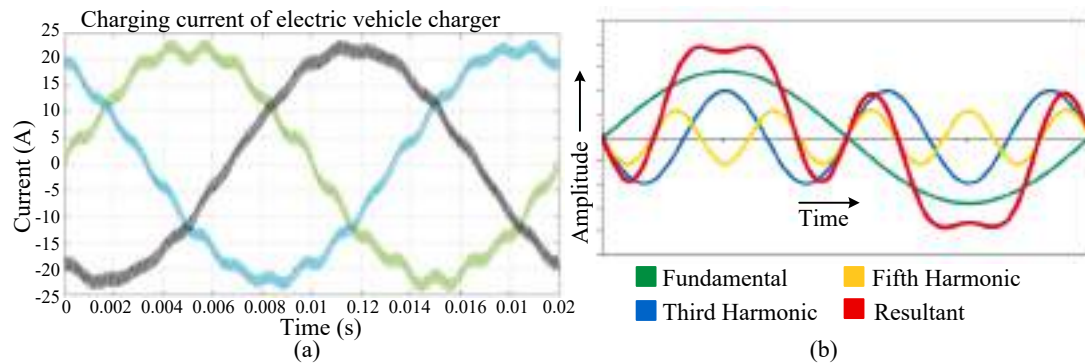 Charging current of electric vehicle charger
Current (A)
25
20
15
10
5
0
-5
-10
-15
-20
-25
0 0.002 0.004 0.006 0.008 0.01 0.012 0.014 0.016 0.01 0.02
Time (s)
(a)
Amplitude
Time
Fundamental
Fifth Harmonic
Third Harmonic
Resultant
(b)